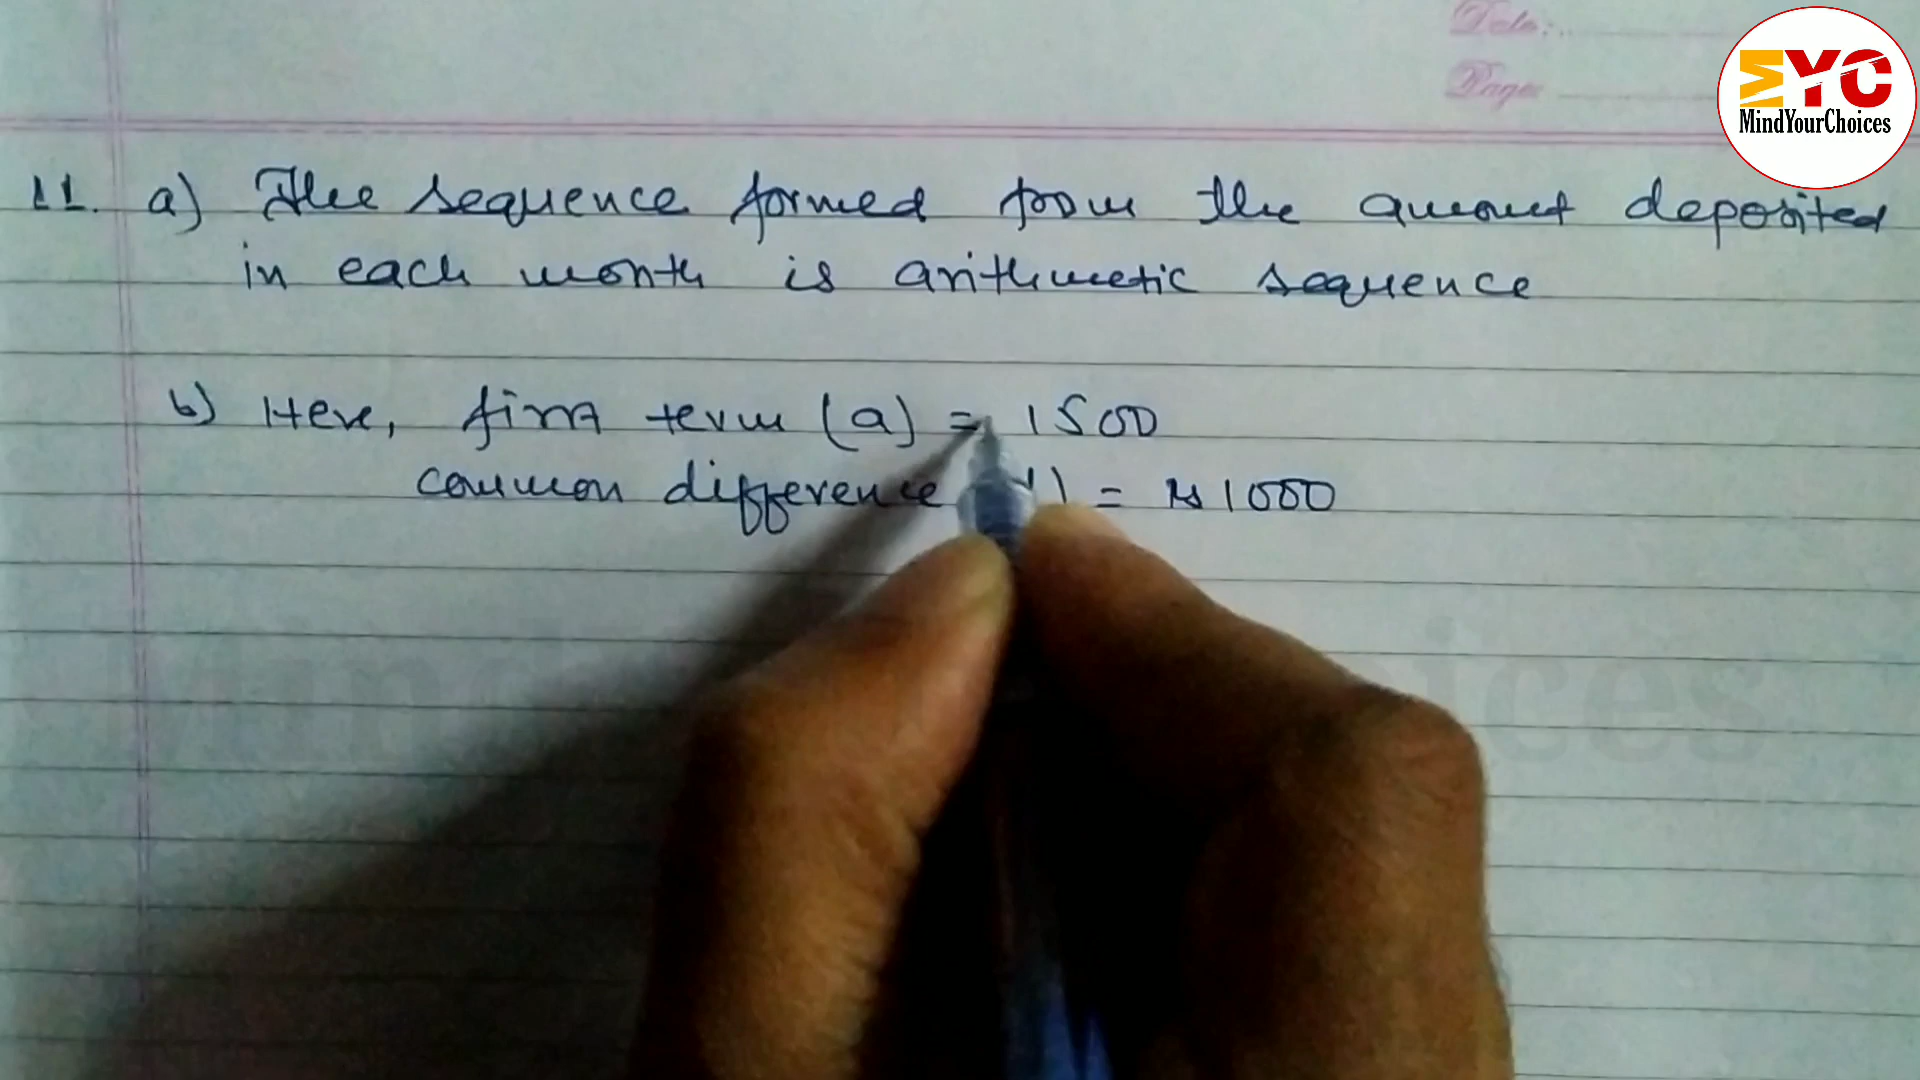 Date:
Page:
MYC
MindYourChoices
11. a) The sequence formed from the amount deposited
in each month is arithmetic sequence
b) Here, first term (a) = 1500
common difference (d) = Rs 1000